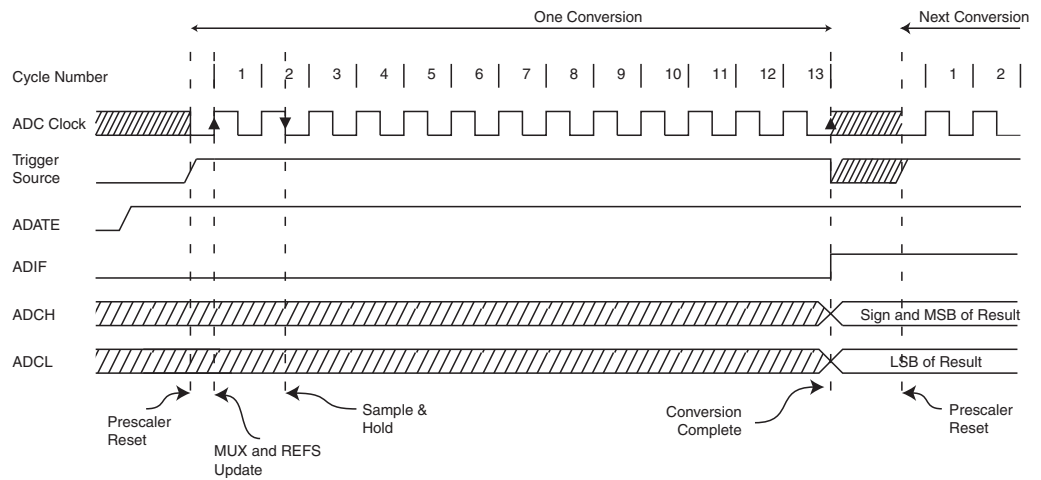 One Conversion
Next Conversion
Cycle Number
1 2 3 4 5 6 7 8 9 10 11 12 13 1 2
ADC Clock
Trigger
Source
ADATE
ADIF
ADCH
Sign and MSB of Result
ADCL
LSB of Result
Prescaler
Reset
MUX and REFS
Update
Sample &
Hold
Conversion
Complete
Prescaler
Reset